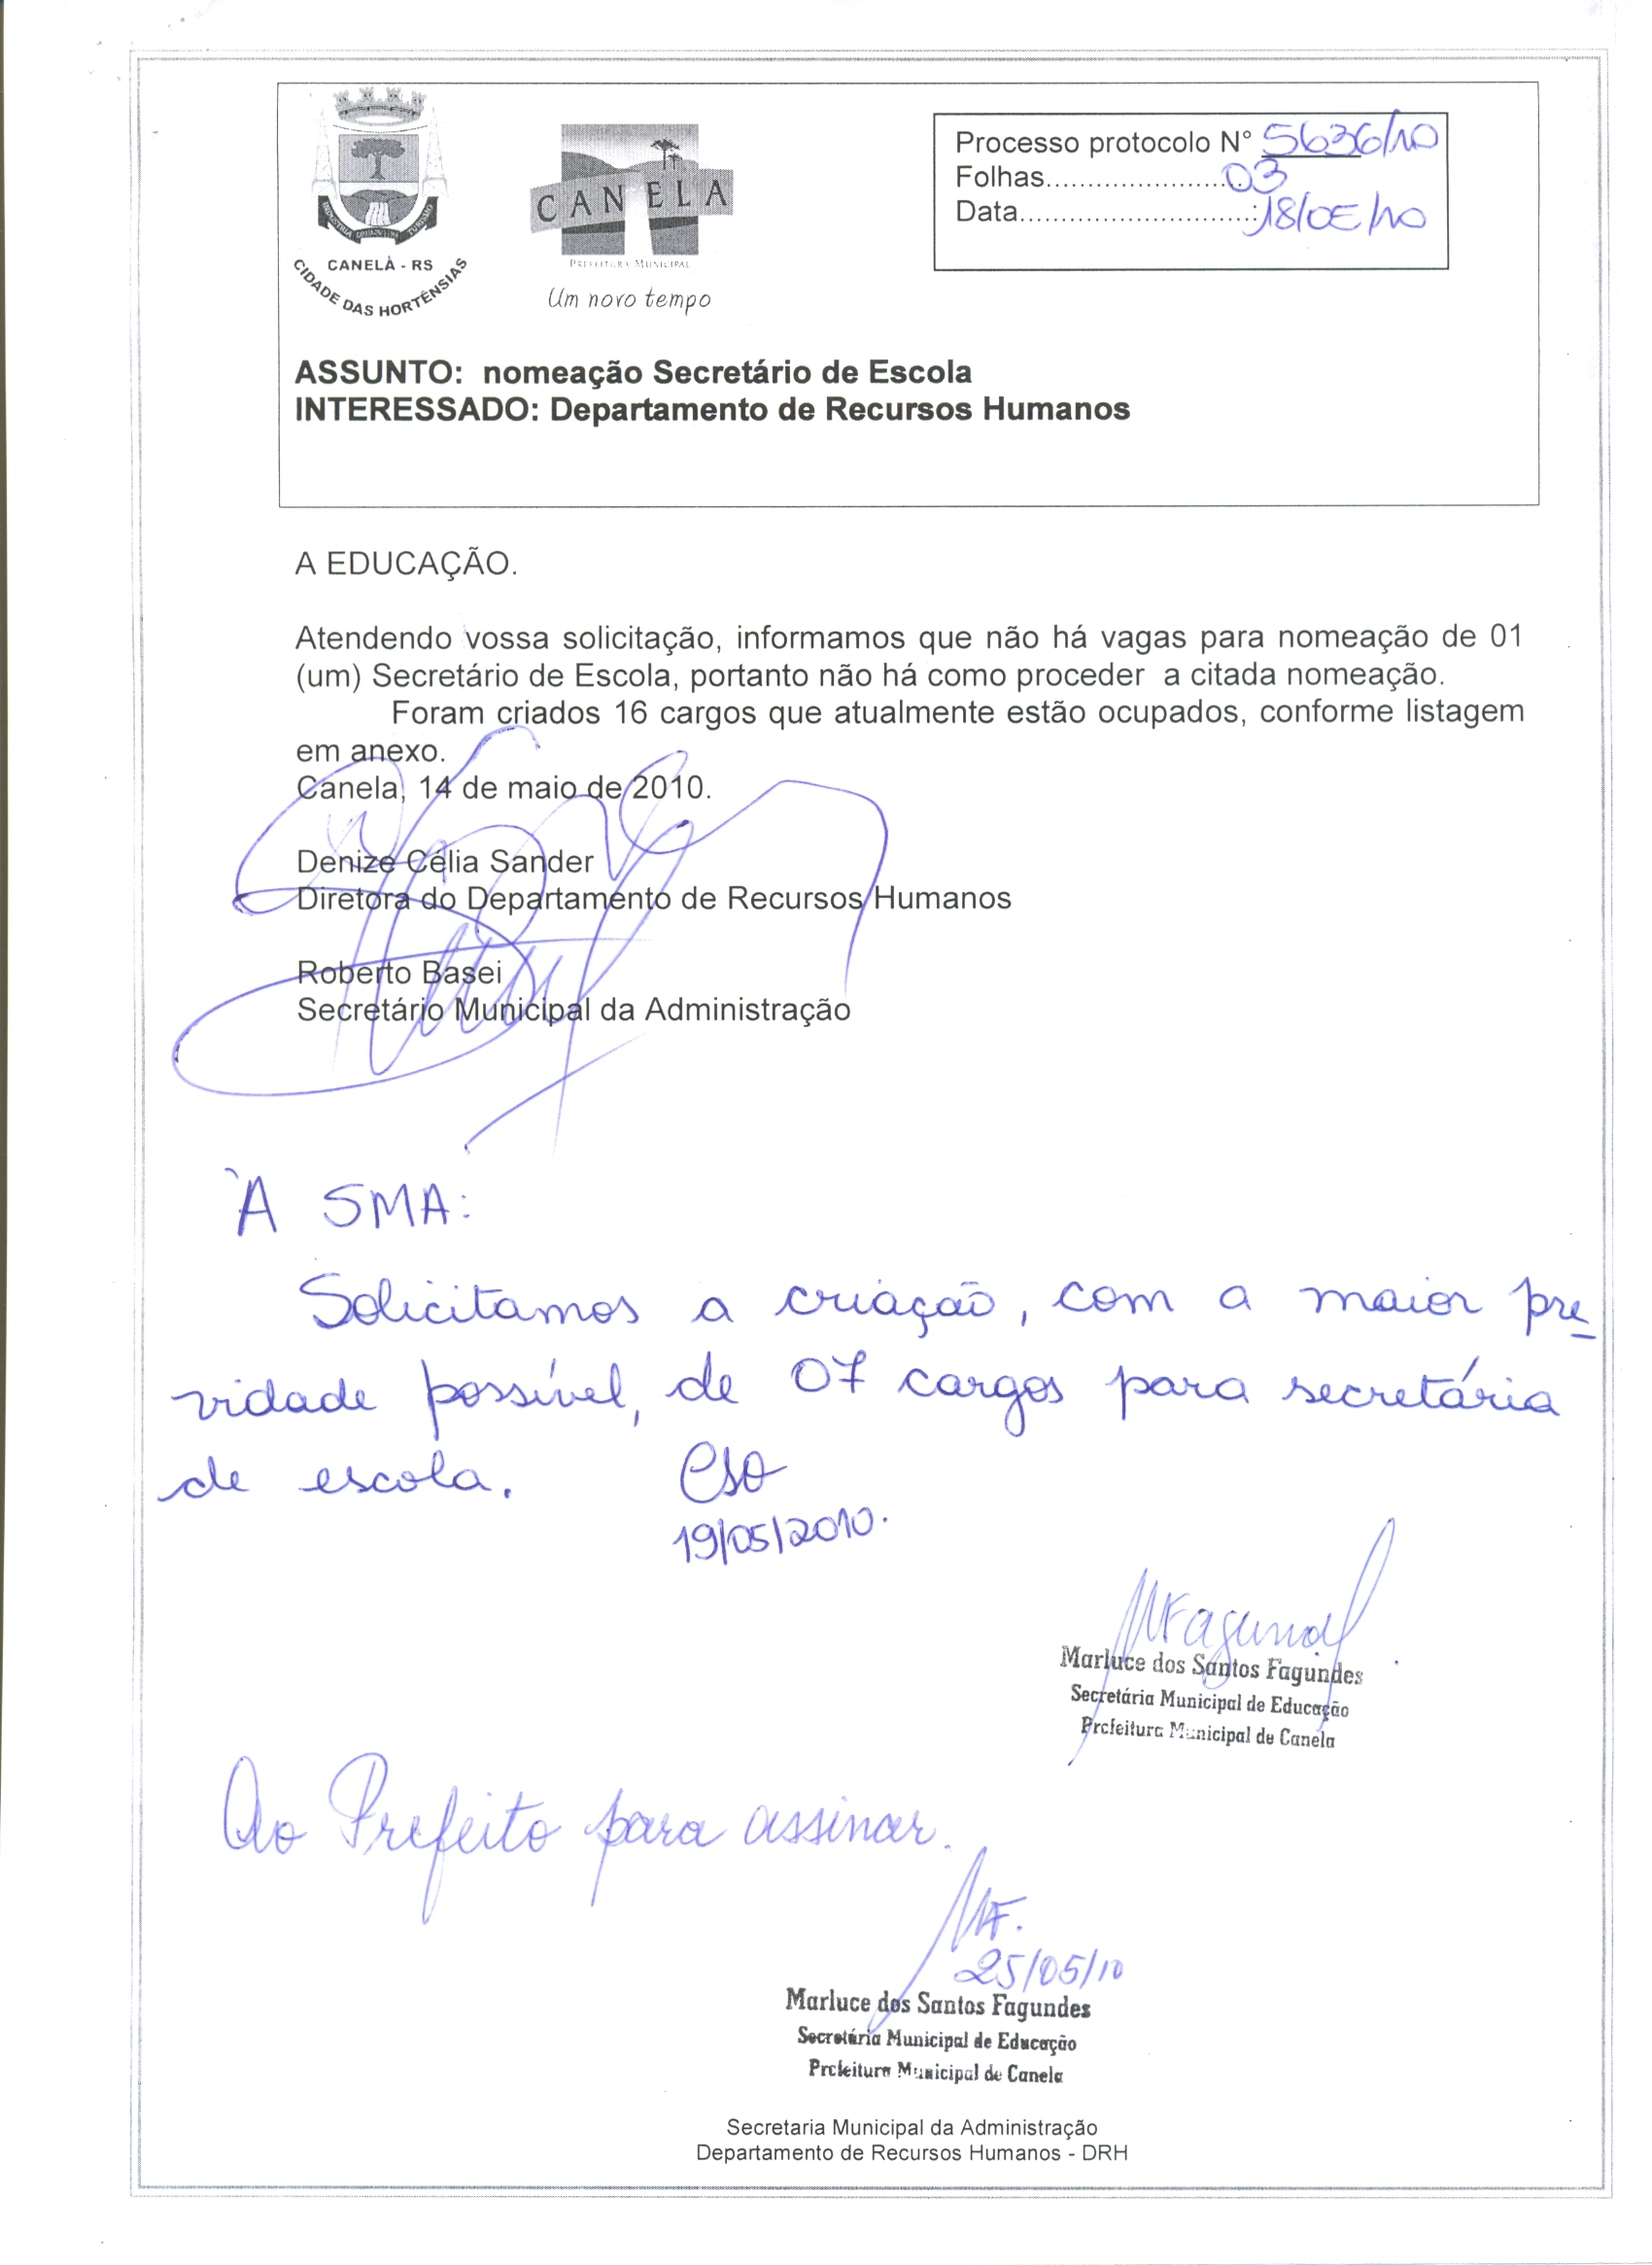 Processo protocolo N° 5636/10
Folhas........................03
Data............................:18/05/10
CANELA
PREFEITURA MUNICIPAL
Um novo tempo
CANELA - RS
CIDADE DAS HORTÊNSIAS
ASSUNTO: nomeação Secretário de Escola
INTERESSADO: Departamento de Recursos Humanos
A EDUCAÇÃO.
Atendendo vossa solicitação, informamos que não há vagas para nomeação de 01
(um) Secretário de Escola, portanto não há como proceder a citada nomeação.
Foram criados 16 cargos que atualmente estão ocupados, conforme listagem
em anexo.
Canela, 14 de maio de 2010.
Denize Célia Sander
Diretora do Departamento de Recursos Humanos
Roberto Basei
Secretário Municipal da Administração
À SMA:
Solicitamos a criação, com a maior pre
vidade possível, de 07 cargos para secretária
de escola.
19/05/2010.
Marluce dos Santos Fagundes
Secretária Municipal de Educação
Prefeitura Municipal de Canela
Ao Prefeito para assinar.
MF.
25/05/10
Marluce dos Santos Fagundes
Secretária Municipal de Educação
Prefeitura Municipal de Canela
Secretaria Municipal da Administração
Departamento de Recursos Humanos - DRH